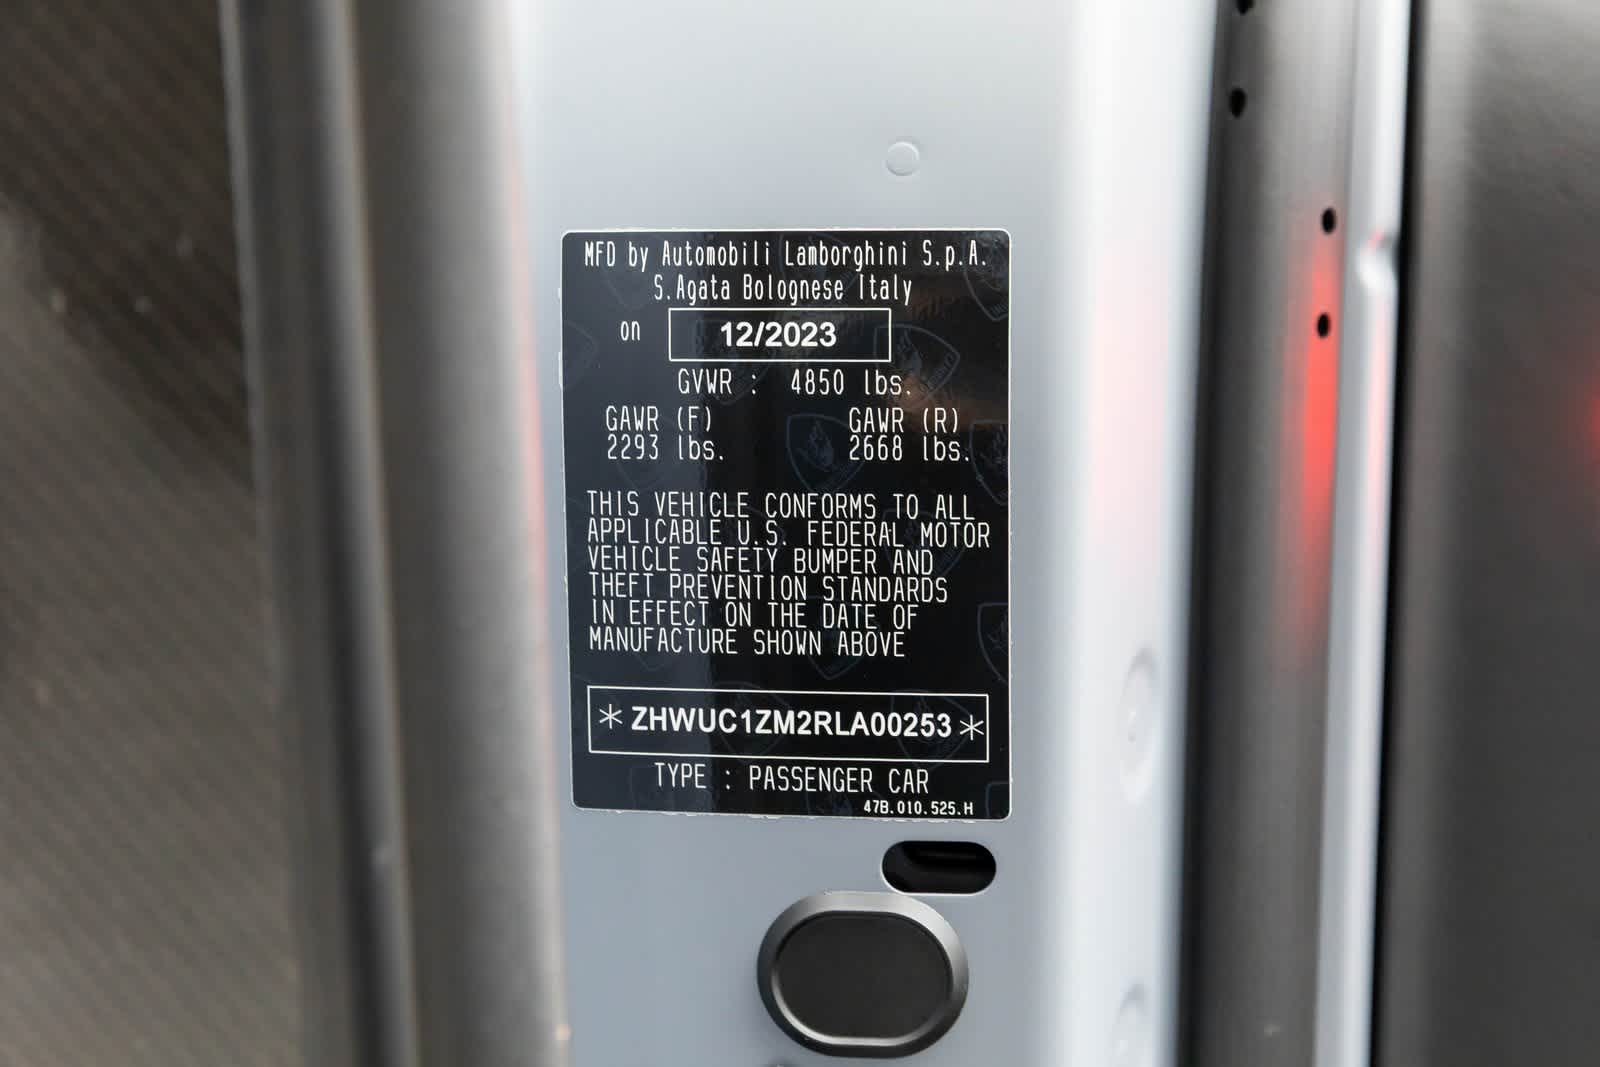 MFD by Automobili Lamborghini S.p.A.
S.Agata Bolognese Italy
on 12/2023
GVWR : 4850 lbs.
GAWR (F) GAWR (R)
2293 lbs. 2668 lbs.
THIS VEHICLE CONFORMS TO ALL
APPLICABLE U.S. FEDERAL MOTOR
VEHICLE SAFETY BUMPER AND
THEFT PREVENTION STANDARDS
IN EFFECT ON THE DATE OF
MANUFACTURE SHOWN ABOVE
*ZHWUC1ZM2RLA00253*
TYPE : PASSENGER CAR
47B.010.525.H